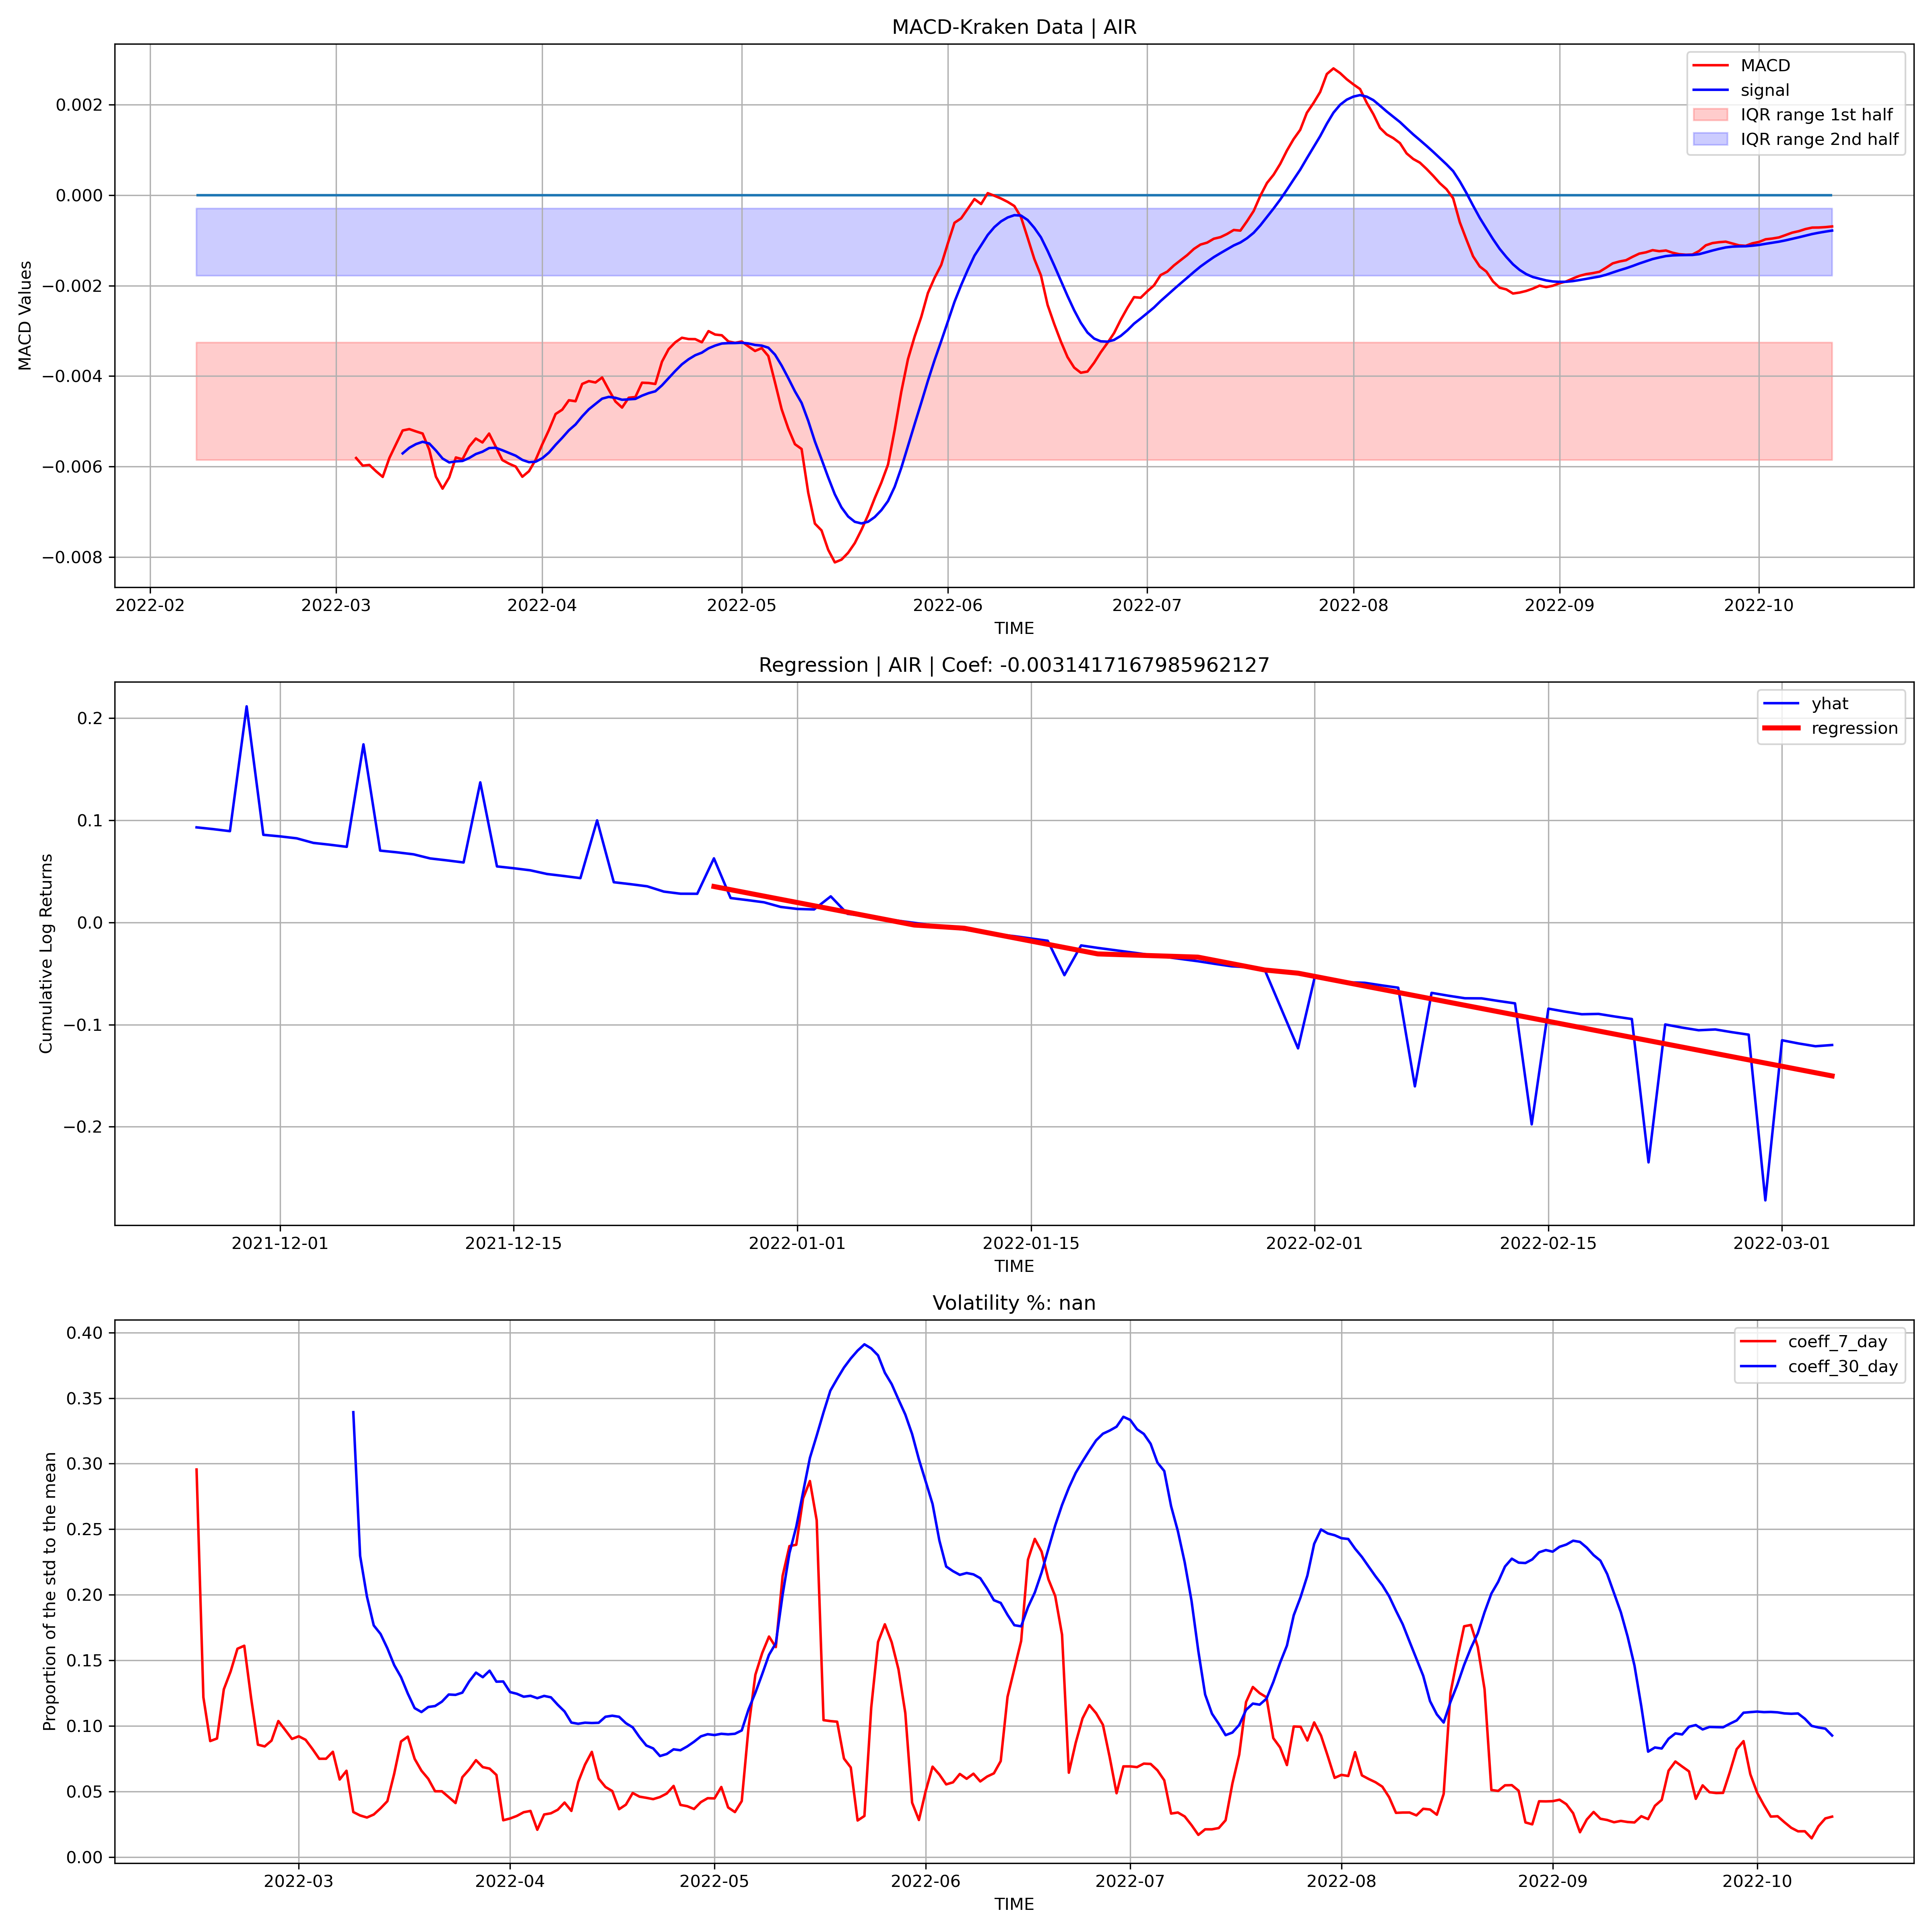 MACD-Kraken Data | AIR
MACD
signal
IQR range 1st half
IQR range 2nd half
MACD Values
0.002
0.000
−0.002
−0.004
−0.006
−0.008
2022-02 2022-03 2022-04 2022-05 2022-06 2022-07 2022-08 2022-09 2022-10
TIME
Regression | AIR | Coef: -0.0031417167985962127
yhat
regression
Cumulative Log Returns
0.2
0.1
0.0
−0.1
−0.2
2021-12-01 2021-12-15 2022-01-01 2022-01-15 2022-02-01 2022-02-15 2022-03-01
TIME
Volatility %: nan
coeff_7_day
coeff_30_day
Proportion of the std to the mean
0.40
0.35
0.30
0.25
0.20
0.15
0.10
0.05
0.00
2022-03 2022-04 2022-05 2022-06 2022-07 2022-08 2022-09 2022-10
TIME